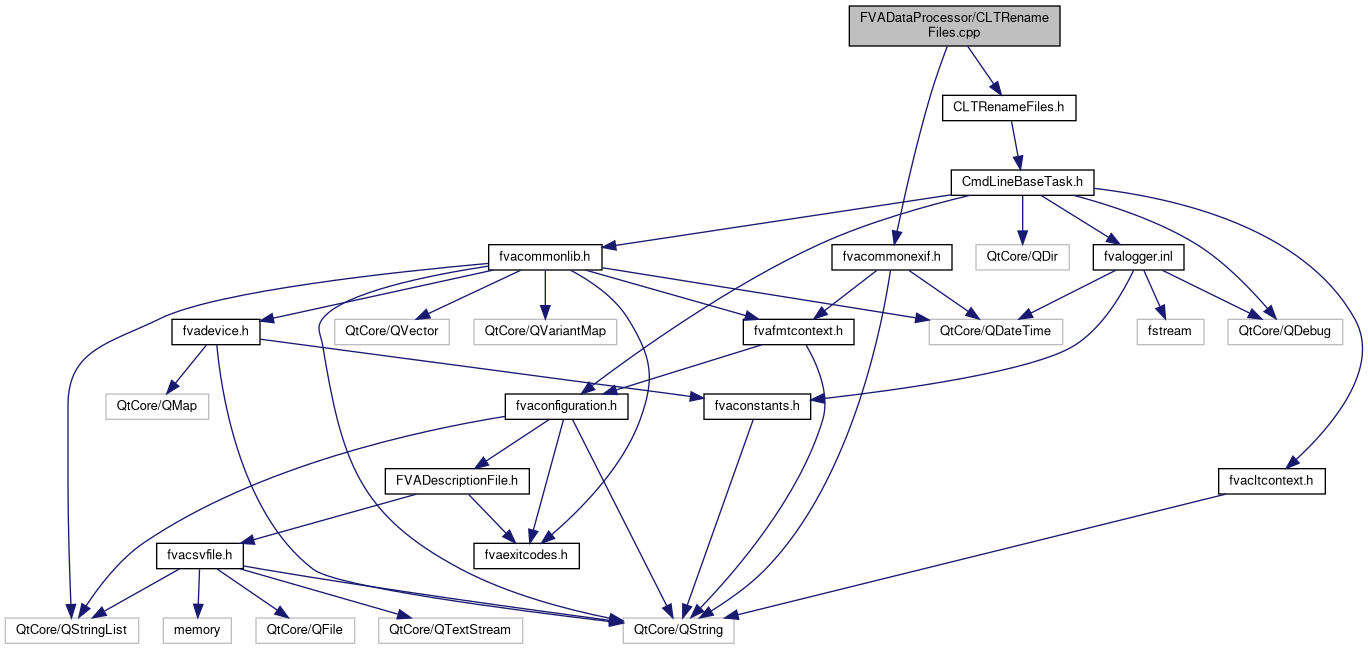 FVADataProcessor/CLTRename
Files.cpp
CLTRenameFiles.h
CmdLineBaseTask.h
fvacommonlib.h
fvacommonexif.h
QtCore/QDir
fvalogger.inl
fvadevice.h
QtCore/QVector
QtCore/QVariantMap
fvafmtcontext.h
QtCore/QDateTime
fstream
QtCore/QDebug
QtCore/QMap
fvaconfiguration.h
fvaconstants.h
FVADescriptionFile.h
fvacltcontext.h
fvacsvfile.h
fvaexitcodes.h
QtCore/QStringList
memory
QtCore/QFile
QtCore/QTextStream
QtCore/QString